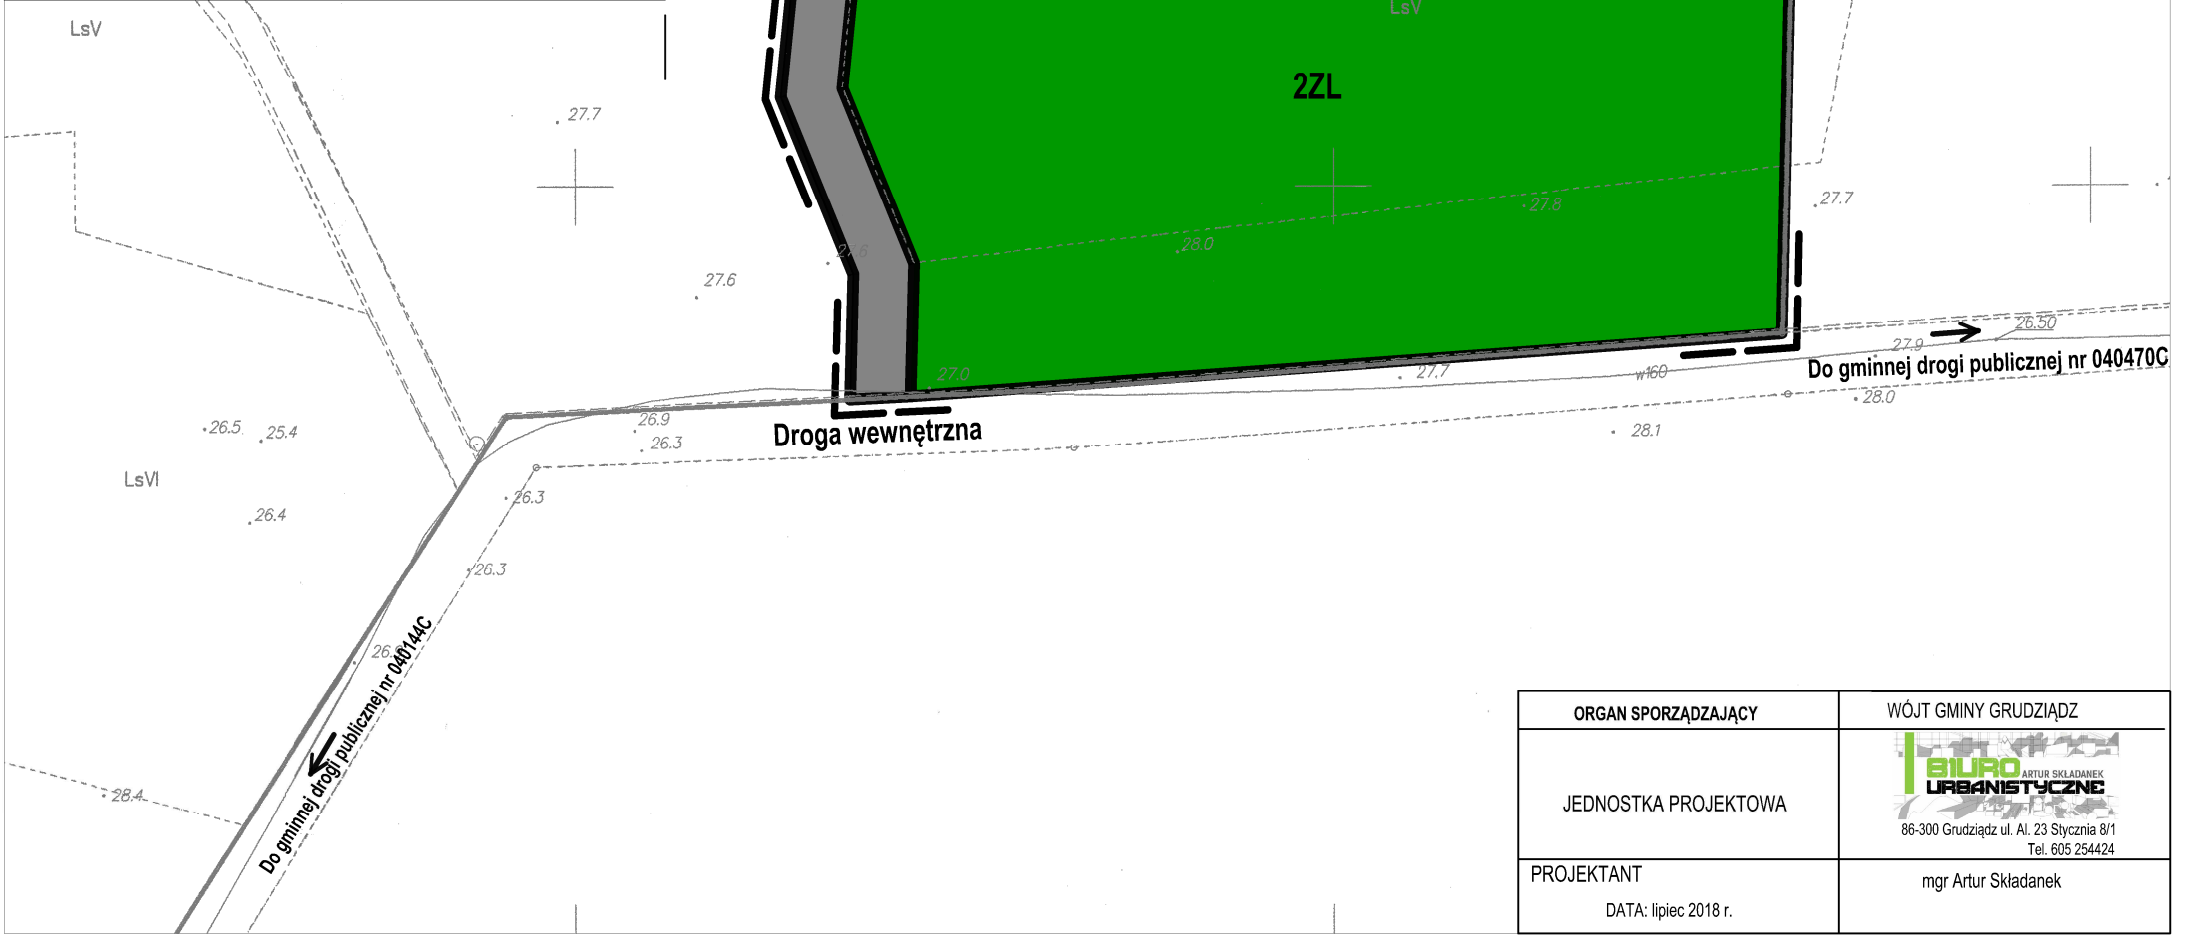 LsV
LsV
2ZL
27.7
27.8
27.7
28.0
27.6
27.6
26.50
27.9
Do gminnej drogi publicznej nr 040470C
27.0
27.7
w160
28.0
26.9
26.3
Droga wewnętrzna
28.1
26.5
25.4
LsVI
26.3
26.4
26.3
Do gminnej drogi publicznej nr 040144C
28.4
ORGAN SPORZĄDZAJĄCY
WÓJT GMINY GRUDZIĄDZ
JEDNOSTKA PROJEKTOWA
BIURO ARTUR SKŁADANEK
URBANISTYCZNE
86-300 Grudziądz ul. Al. 23 Stycznia 8/1
Tel. 605 254424
PROJEKTANT
mgr Artur Składanek
DATA: lipiec 2018 r.